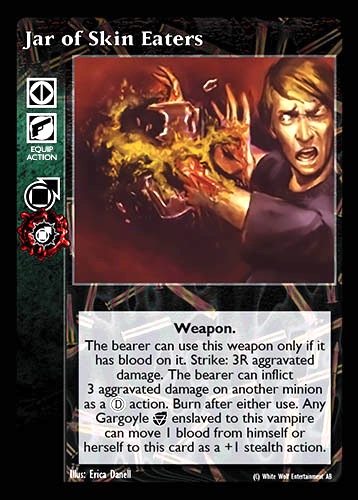 Jar of Skin Eaters
EQUIP
ACTION
Weapon.
The bearer can use this weapon only if it
has blood on it. Strike: 3R aggravated
damage. The bearer can inflict
3 aggravated damage on another minion
as a Ⓓ action. Burn after either use. Any
Gargoyle enslaved to this vampire
can move 1 blood from himself or
herself to this card as a +1 stealth action.
Illus: Erica Danell
(C) White Wolf Entertainment AB